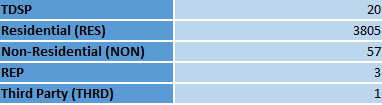 TDSP 20
Residential (RES) 3805
Non-Residential (NON) 57
REP 3
Third Party (THRD) 1